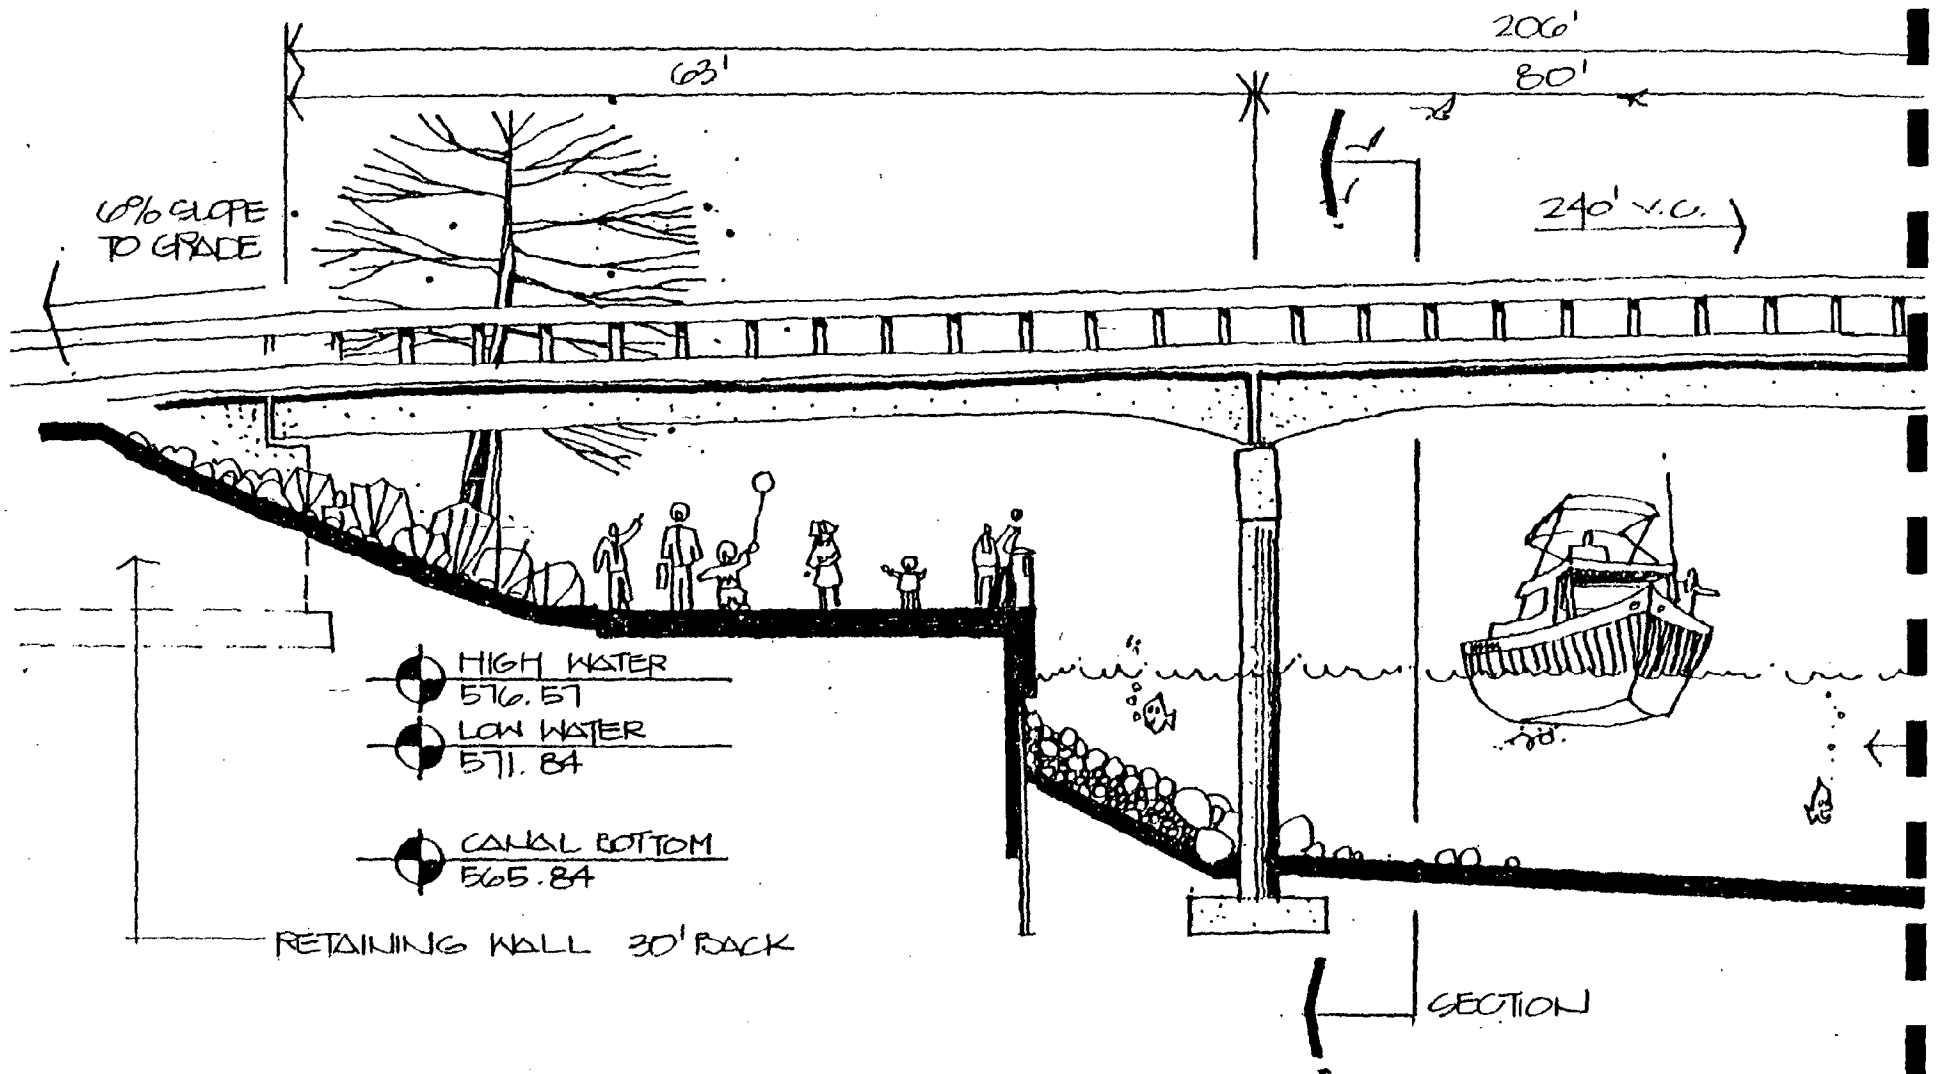 206'
63'
80'
6% SLOPE
TO GRADE
240' V.C.
HIGH WATER
576.57
LOW WATER
571.84
CANAL BOTTOM
565.84
RETAINING WALL 30' BACK
SECTION